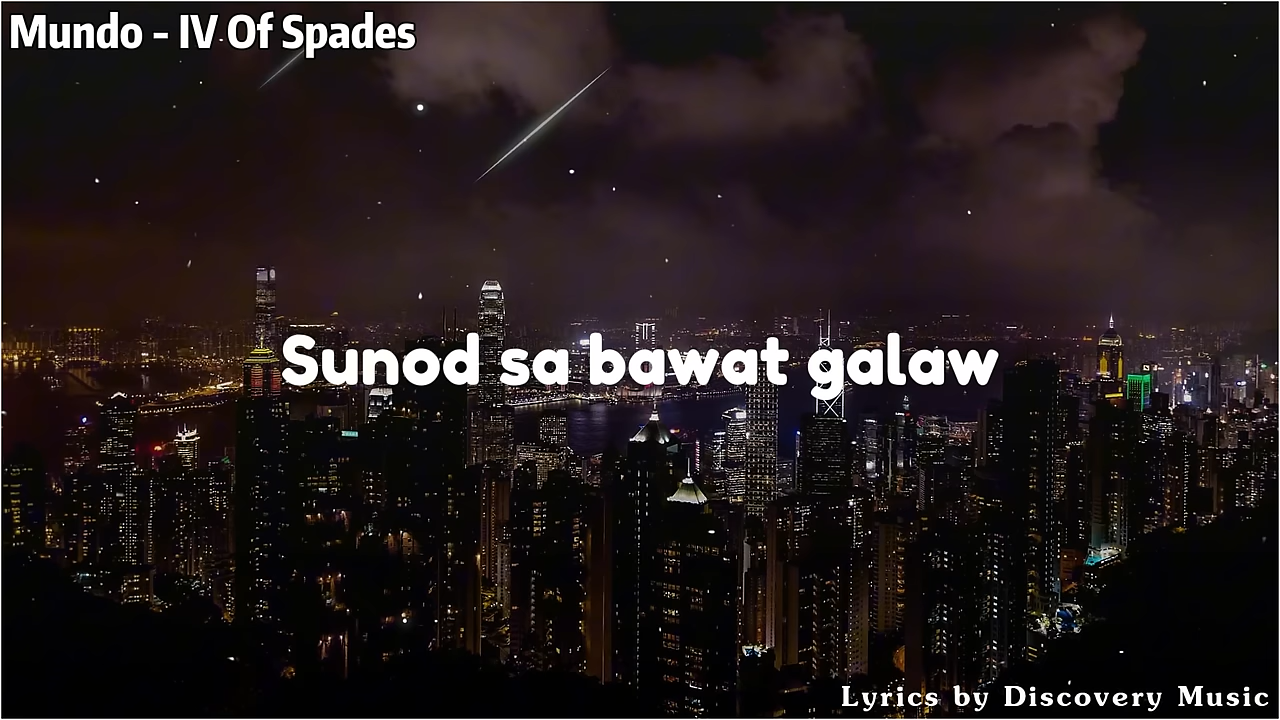 Mundo - IV Of Spades
Sunod sa bawat galaw
Lyrics by Discovery Music